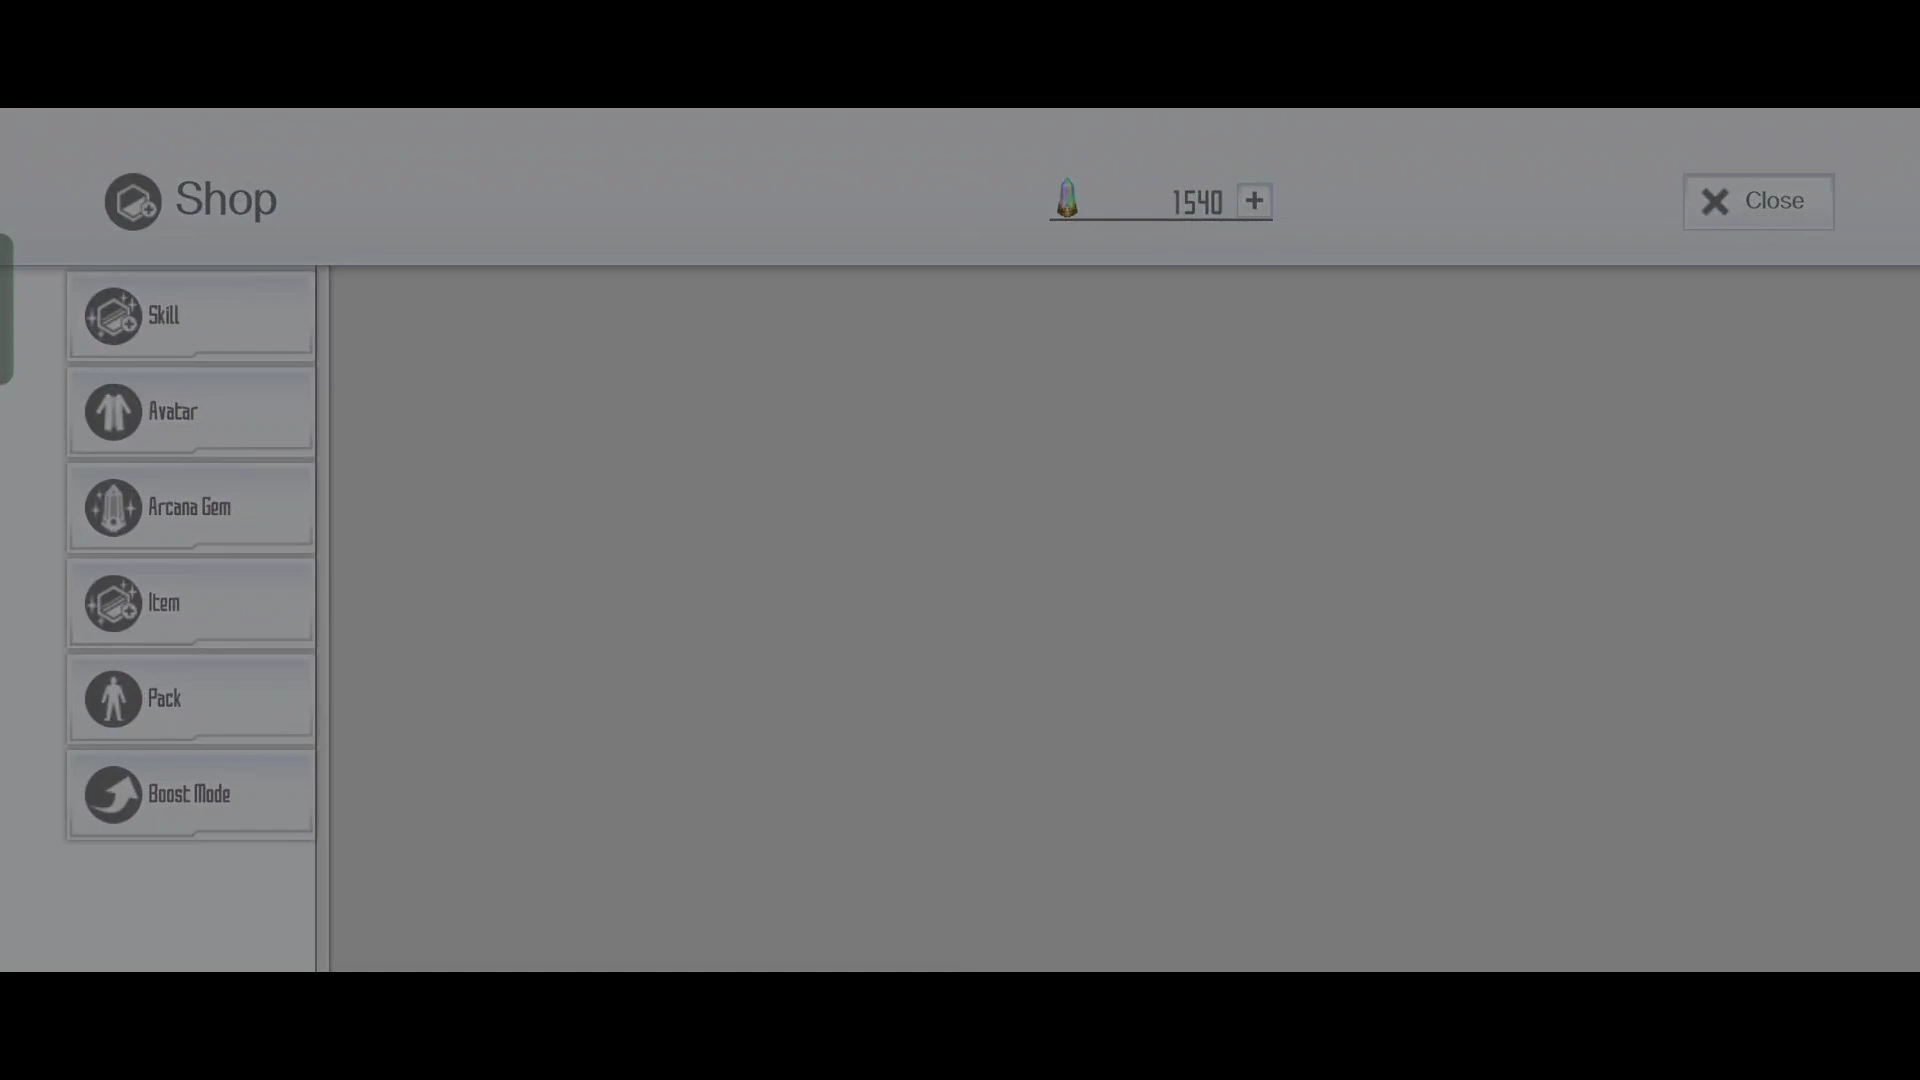 Shop
1540
Close
Skill
Avatar
Arcana Gem
Item
Pack
Boost Mode